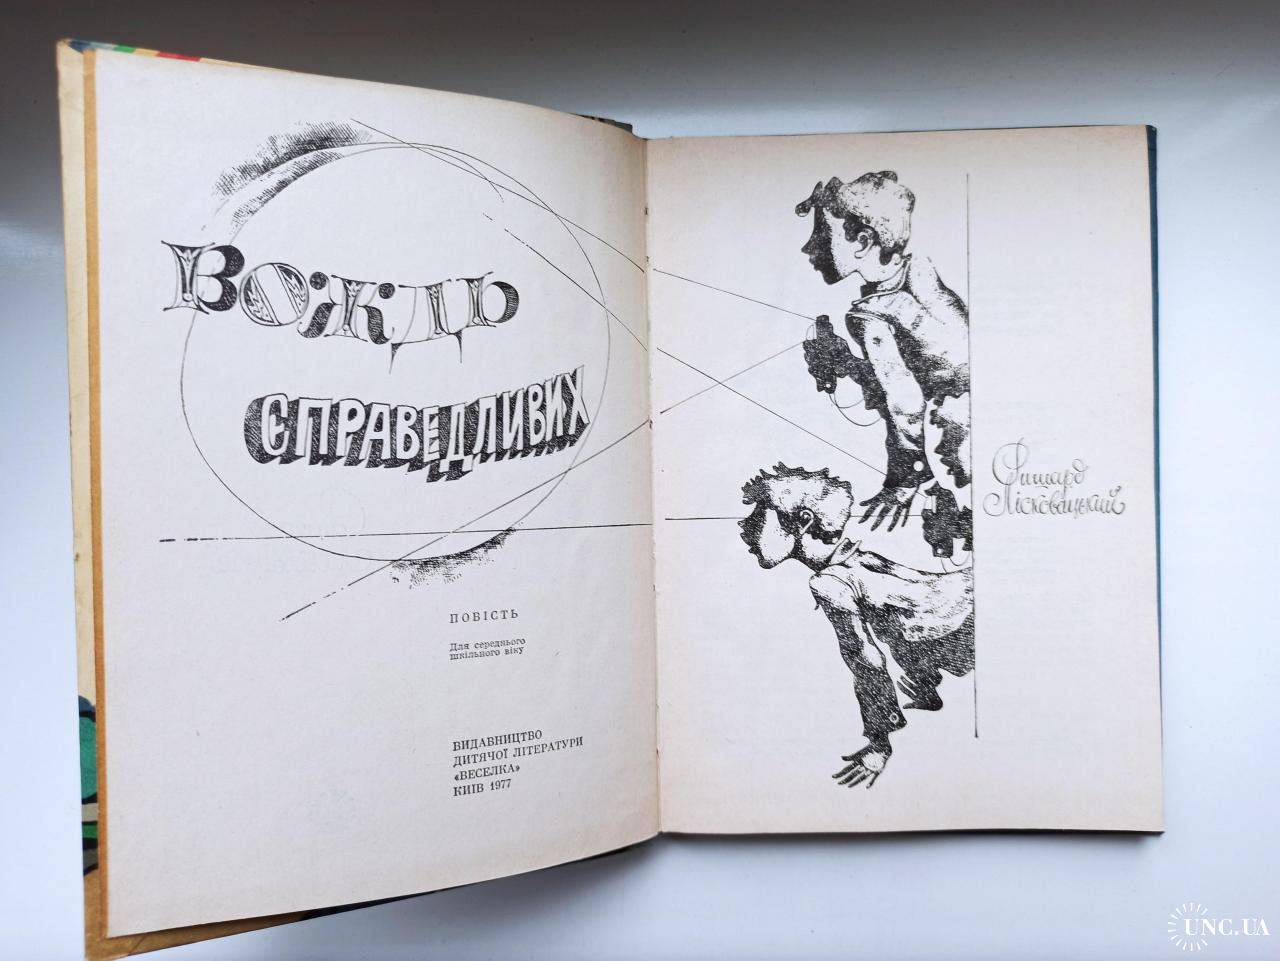 ВОЖДЬ
СПРАВЕДЛИВИХ
ПОВІСТЬ
Для середнього
шкільного віку
ВИДАВНИЦТВО
ДИТЯЧОЇ ЛІТЕРАТУРИ
«ВЕСЕЛКА»
КИЇВ 1977
Ришард
Лісковацький
UNC.UA